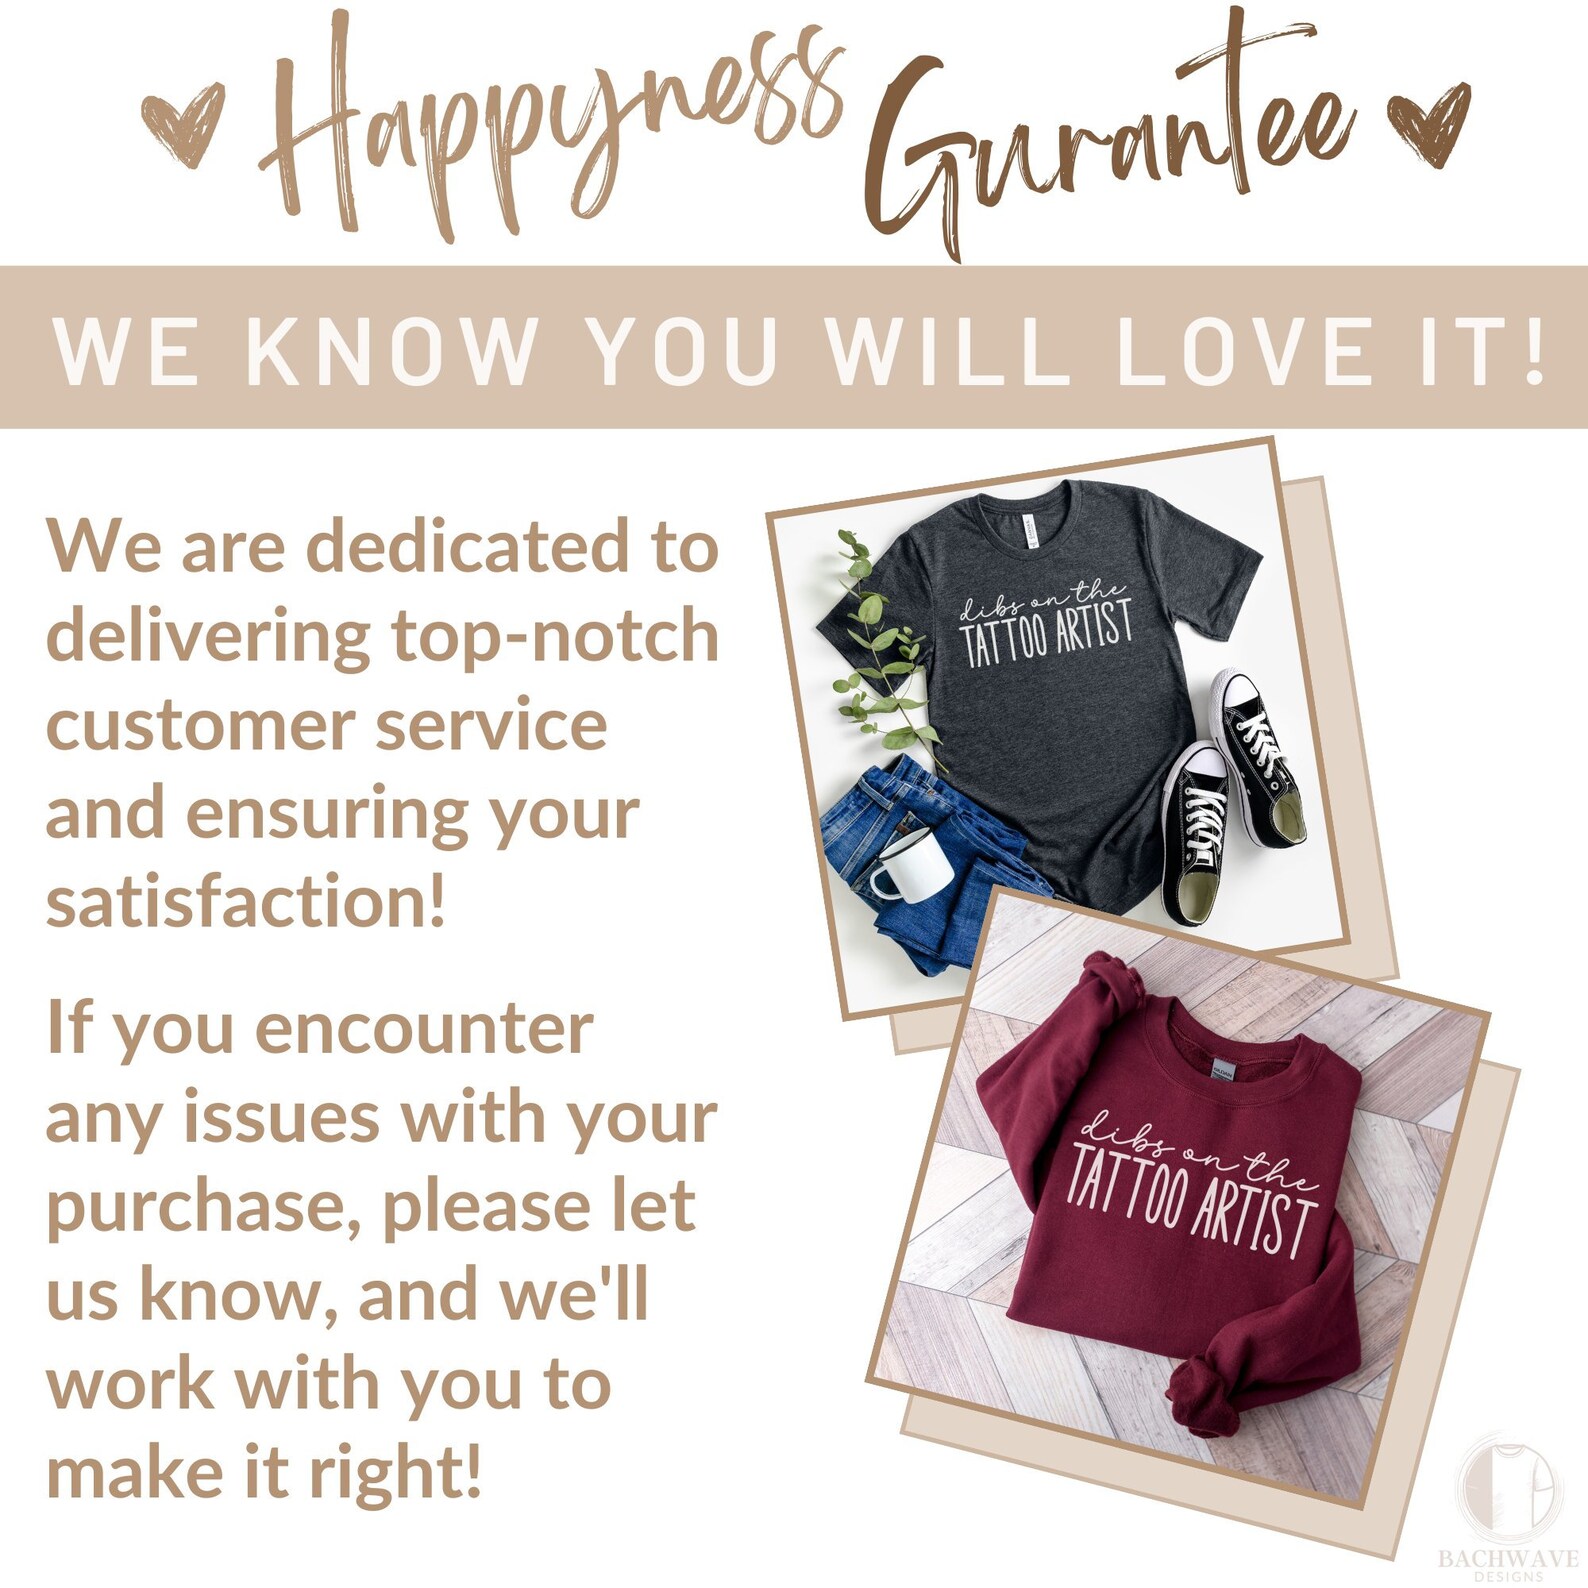 Happyness Gurantee
WE KNOW YOU WILL LOVE IT!
We are dedicated to
delivering top-notch
customer service
and ensuring your
satisfaction!
If you encounter
any issues with your
purchase, please let
us know, and we'll
work with you to
make it right!
dibs on the
TATTOO ARTIST
dibs on the
TATTOO ARTIST
BACHWAVE
DESIGNS